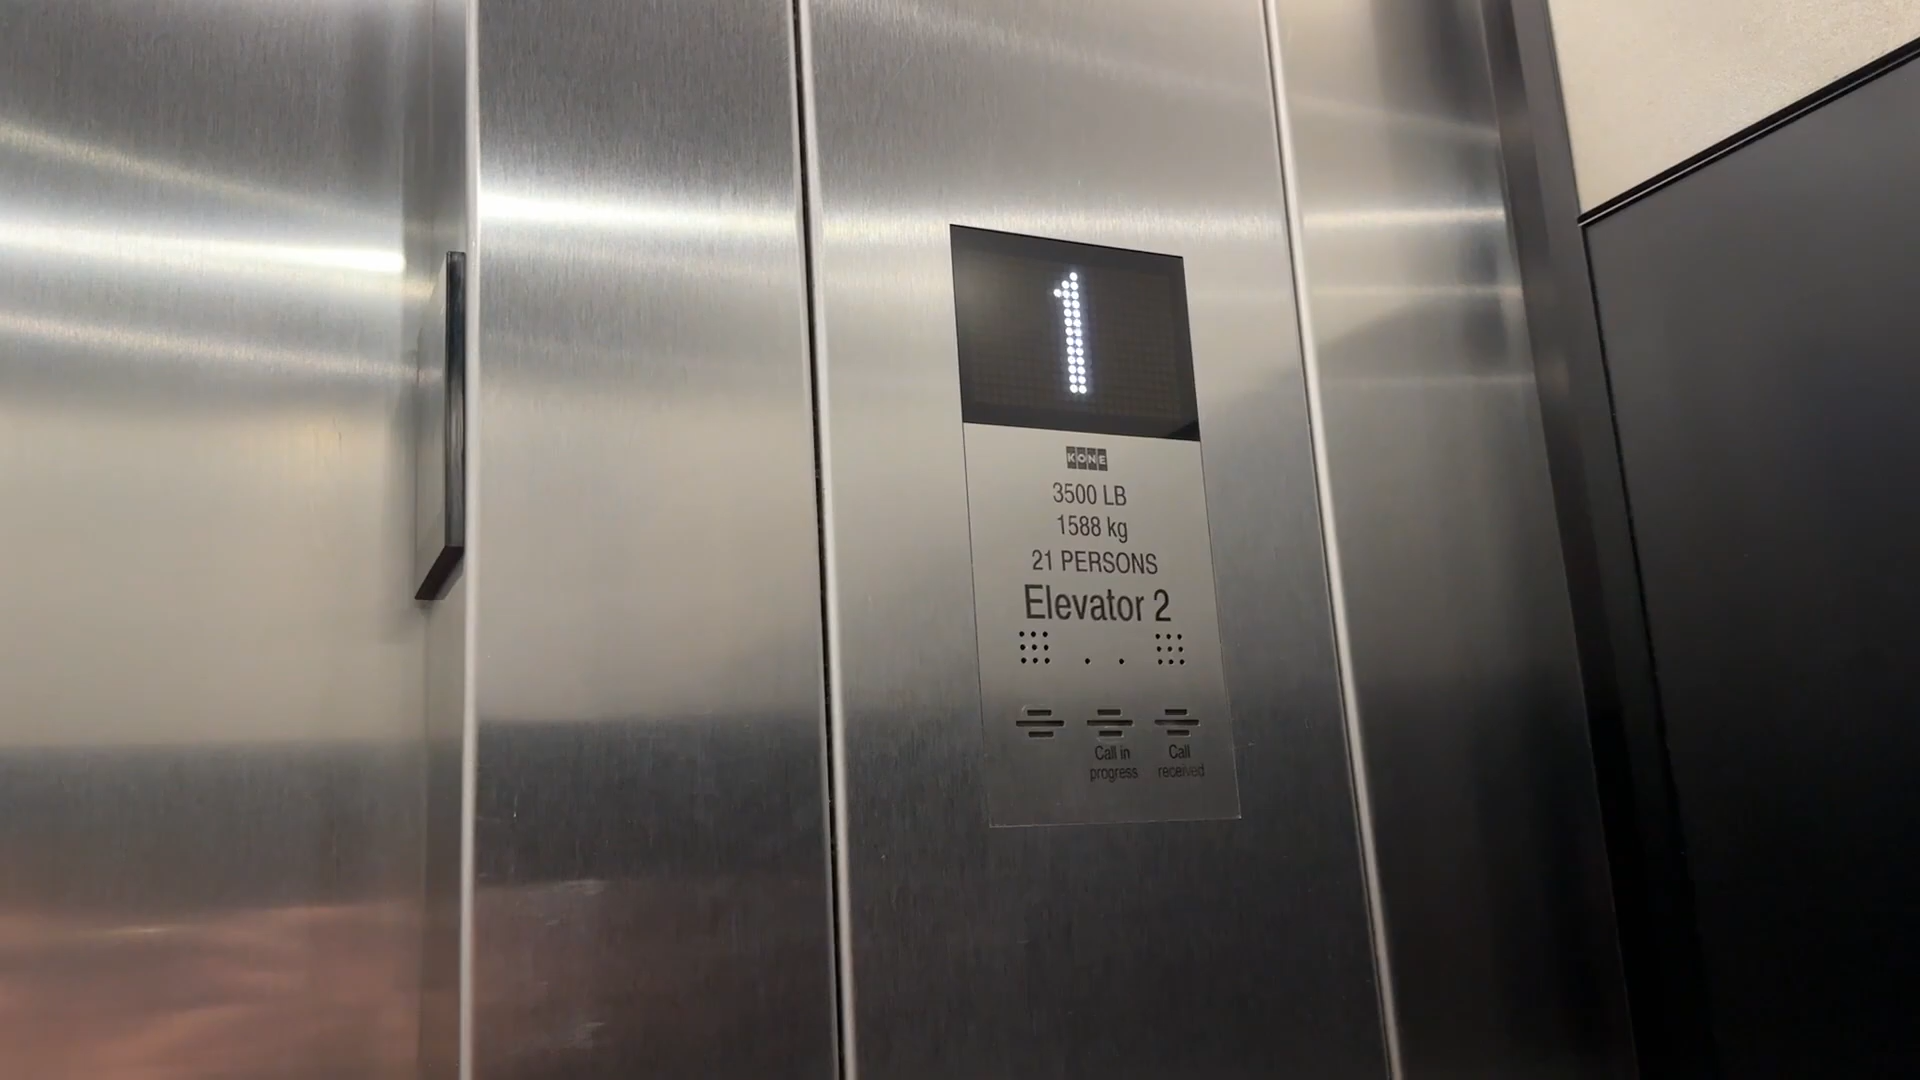 1
KONE
3500 LB
1588 kg
21 PERSONS
Elevator 2
Call in
progress
Call
received